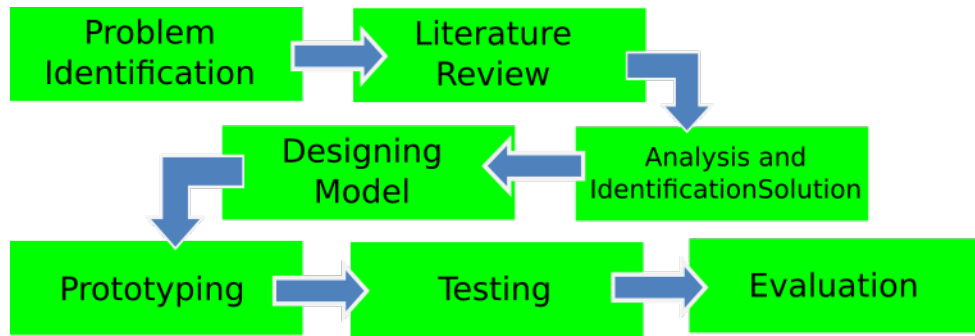 Problem
Identification
Literature
Review
Analysis and
IdentificationSolution
Designing
Model
Prototyping
Testing
Evaluation